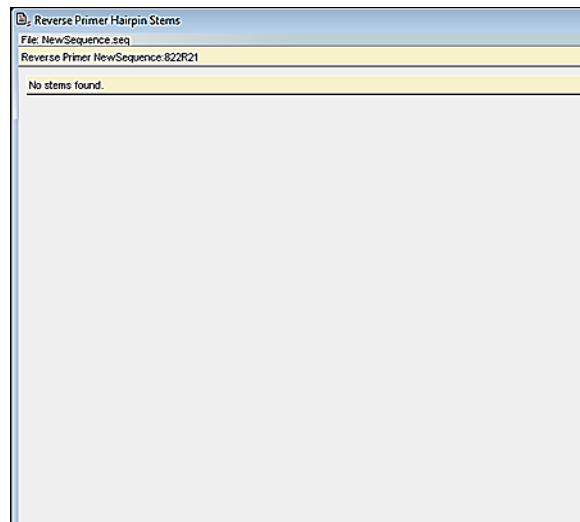 Reverse Primer Hairpin Stems
File: NewSequence.seq
Reverse Primer NewSequence:822R21
No stems found.